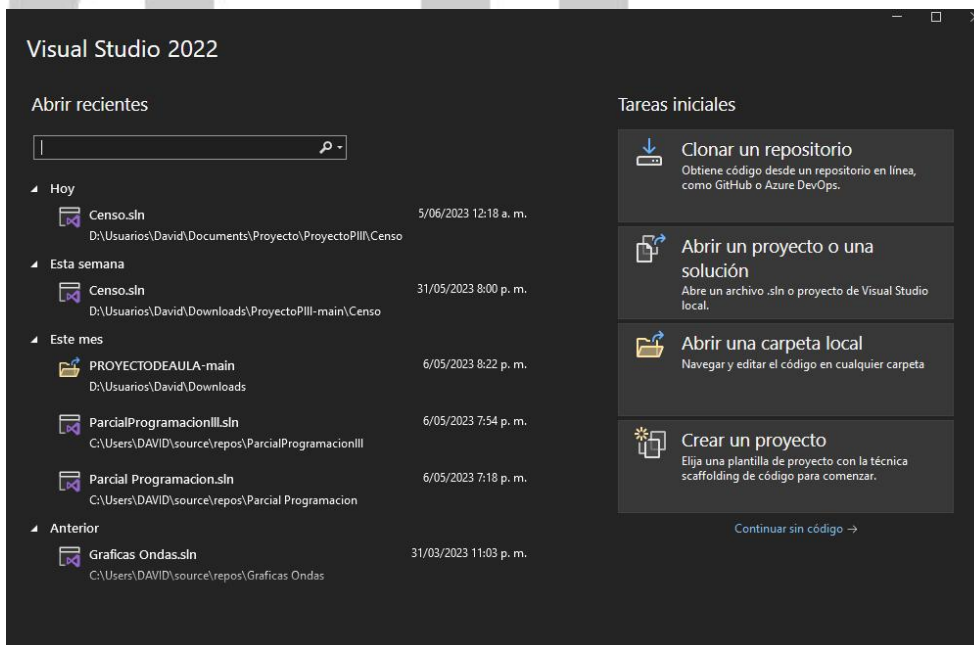 Visual Studio 2022
Abrir recientes
Hoy
Censo.sln 5/06/2023 12:18 a. m.
D:\Usuarios\David\Documents\Proyecto\ProyectoPIII\Censo
Esta semana
Censo.sln 31/05/2023 8:00 p. m.
D:\Usuarios\David\Downloads\ProyectoPIII-main\Censo
Este mes
PROYECTODEAULA-main 6/05/2023 8:22 p. m.
D:\Usuarios\David\Downloads
ParcialProgramacionIII.sln 6/05/2023 7:54 p. m.
C:\Users\DAVID\source\repos\ParcialProgramacionIII
Parcial Programacion.sln 6/05/2023 7:18 p. m.
C:\Users\DAVID\source\repos\Parcial Programacion
Anterior
Graficas Ondas.sln 31/03/2023 11:03 p. m.
C:\Users\DAVID\source\repos\Graficas Ondas
Tareas iniciales
Clonar un repositorio
Obtiene código desde un repositorio en línea,
como GitHub o Azure DevOps.
Abrir un proyecto o una
solución
Abre un archivo .sln o proyecto de Visual Studio
local.
Abrir una carpeta local
Navegar y editar el código en cualquier carpeta
Crear un proyecto
Elija una plantilla de proyecto con la técnica
scaffolding de código para comenzar.
Continuar sin código →